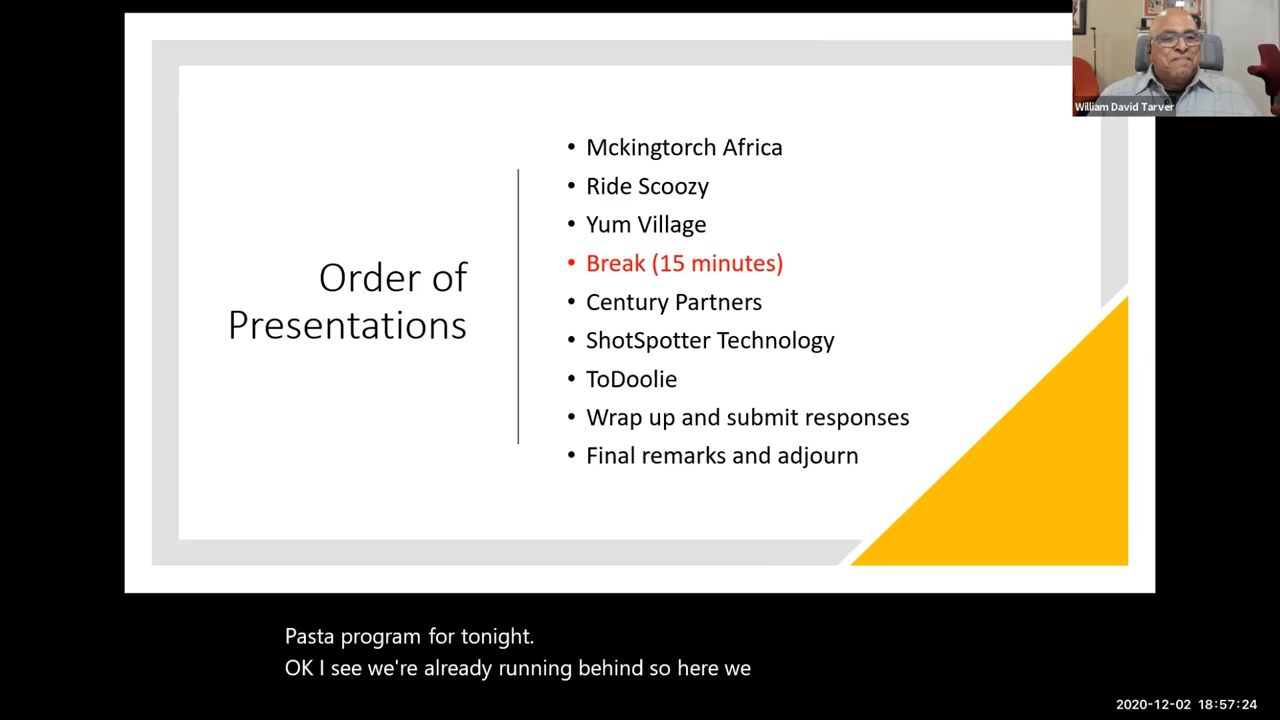 William David Tarver
Order of
Presentations
• Mckingtorch Africa
• Ride Scoozy
• Yum Village
• Break (15 minutes)
• Century Partners
• ShotSpotter Technology
• ToDoolie
• Wrap up and submit responses
• Final remarks and adjourn
Pasta program for tonight.
OK I see we're already running behind so here we
2020-12-02 18:57:24